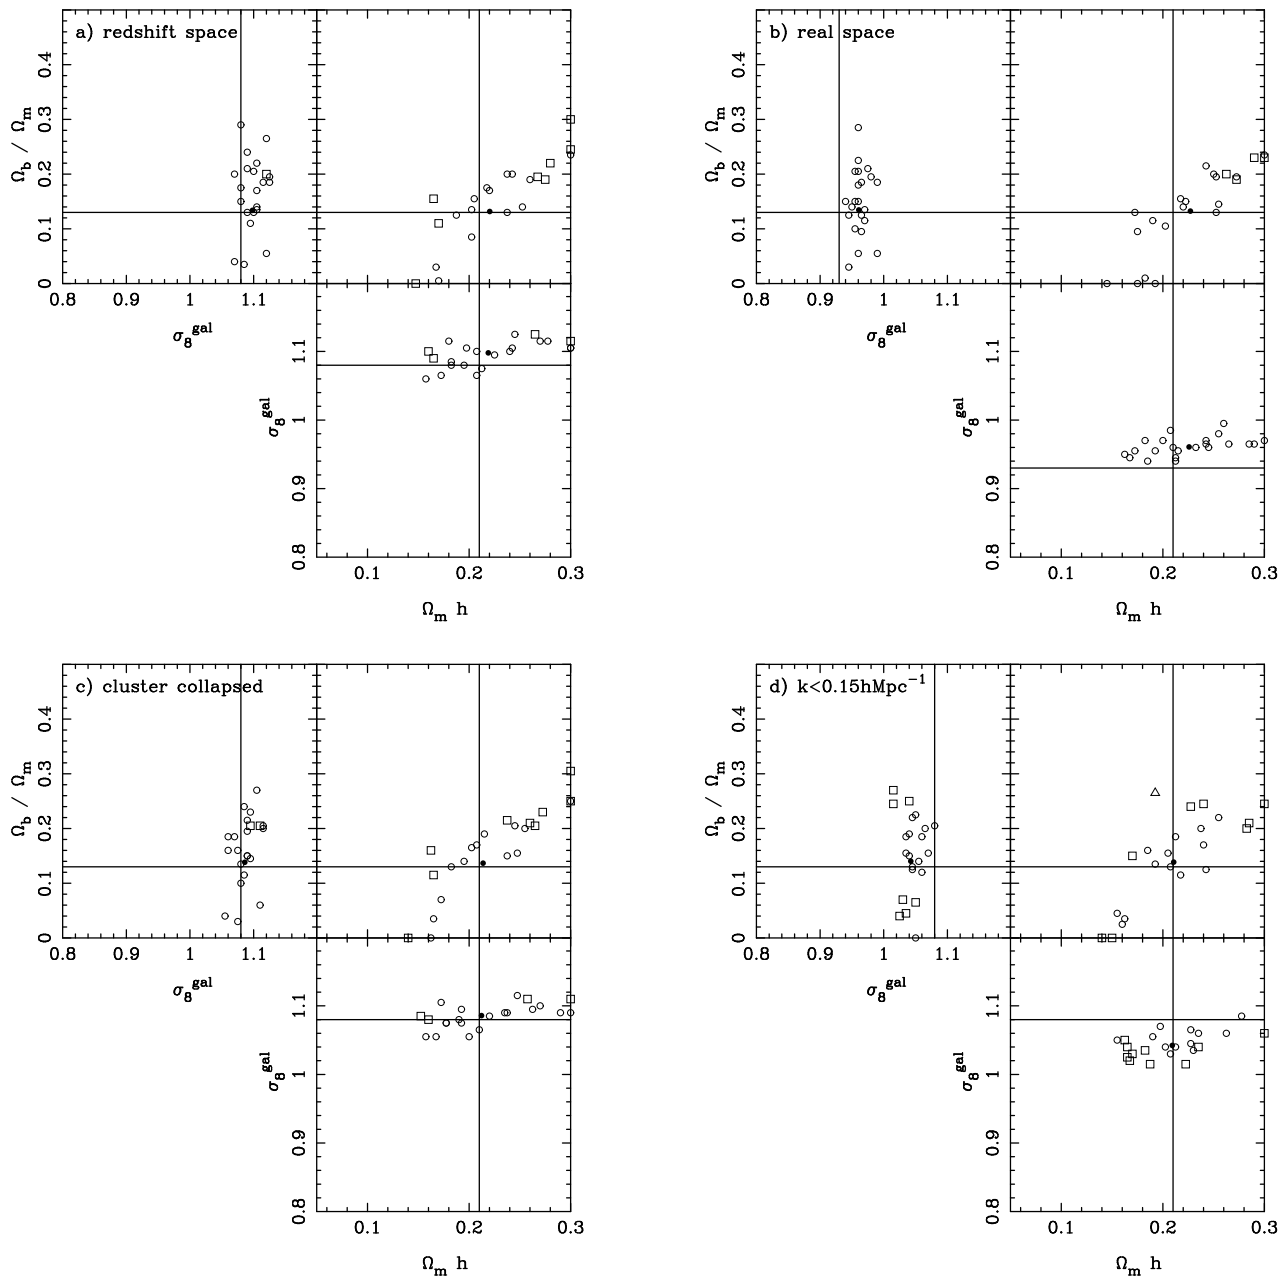 a) redshift space
0.4
0.3
0.2
0.1
0
Ω_b / Ω_m
0.8 0.9 1 1.1
σ_8^gal
1.1
1
0.9
0.8
σ_8^gal
0.1 0.2 0.3
Ω_m h
b) real space
0.4
0.3
0.2
0.1
0
Ω_b / Ω_m
0.8 0.9 1 1.1
σ_8^gal
1.1
1
0.9
0.8
σ_8^gal
0.1 0.2 0.3
Ω_m h
c) cluster collapsed
0.4
0.3
0.2
0.1
0
Ω_b / Ω_m
0.8 0.9 1 1.1
σ_8^gal
1.1
1
0.9
0.8
σ_8^gal
0.1 0.2 0.3
Ω_m h
d) k<0.15hMpc⁻¹
0.4
0.3
0.2
0.1
0
Ω_b / Ω_m
0.8 0.9 1 1.1
σ_8^gal
1.1
1
0.9
0.8
σ_8^gal
0.1 0.2 0.3
Ω_m h